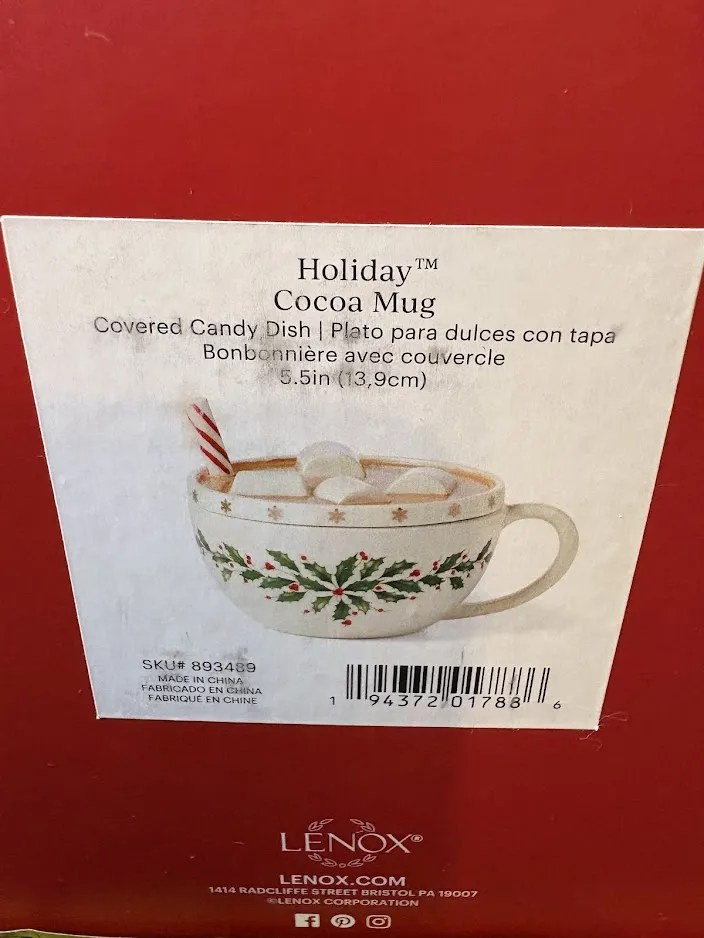 Holiday™
Cocoa Mug
Covered Candy Dish | Plato para dulces con tapa
Bonbonnière avec couvercle
5.5in (13,9cm)
SKU# 893489
MADE IN CHINA
FABRICADO EN CHINA
FABRIQUÉ EN CHINE
1 94372 01788 6
LENOX®
LENOX.COM
1414 RADCLIFFE STREET BRISTOL PA 19007
©LENOX CORPORATION